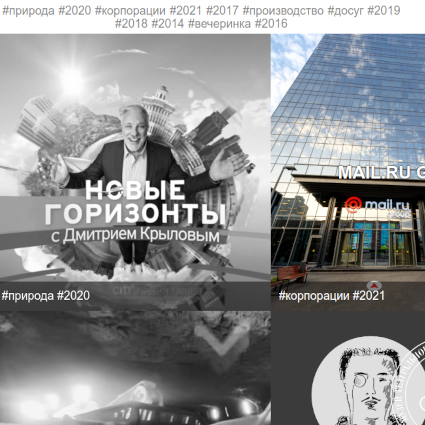 #природа #2020 #корпорации #2021 #2017 #производство #досуг #2019
#2018 #2014 #вечеринка #2016
НОВЫЕ
ГОРИЗОНТЫ
с Дмитрием Крыловым
#природа #2020
MAIL.RU G
@mail.ru
group
#корпорации #2021